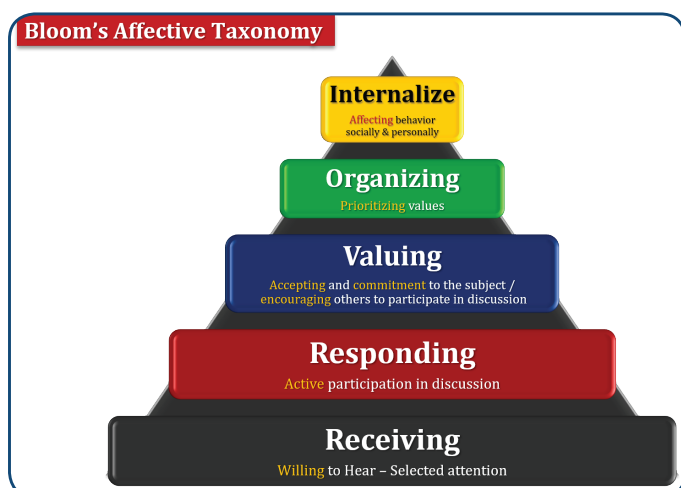 Bloom's Affective Taxonomy
Internalize
Affecting behavior
socially & personally
Organizing
Prioritizing values
Valuing
Accepting and commitment to the subject /
encouraging others to participate in discussion
Responding
Active participation in discussion
Receiving
Willing to Hear – Selected attention